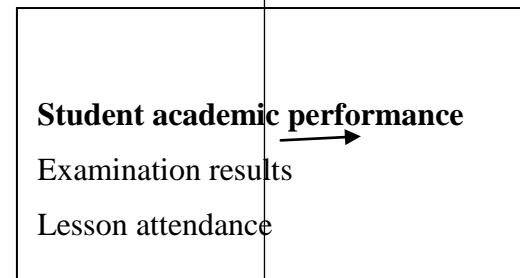 Student academic performance
Examination results
Lesson attendance